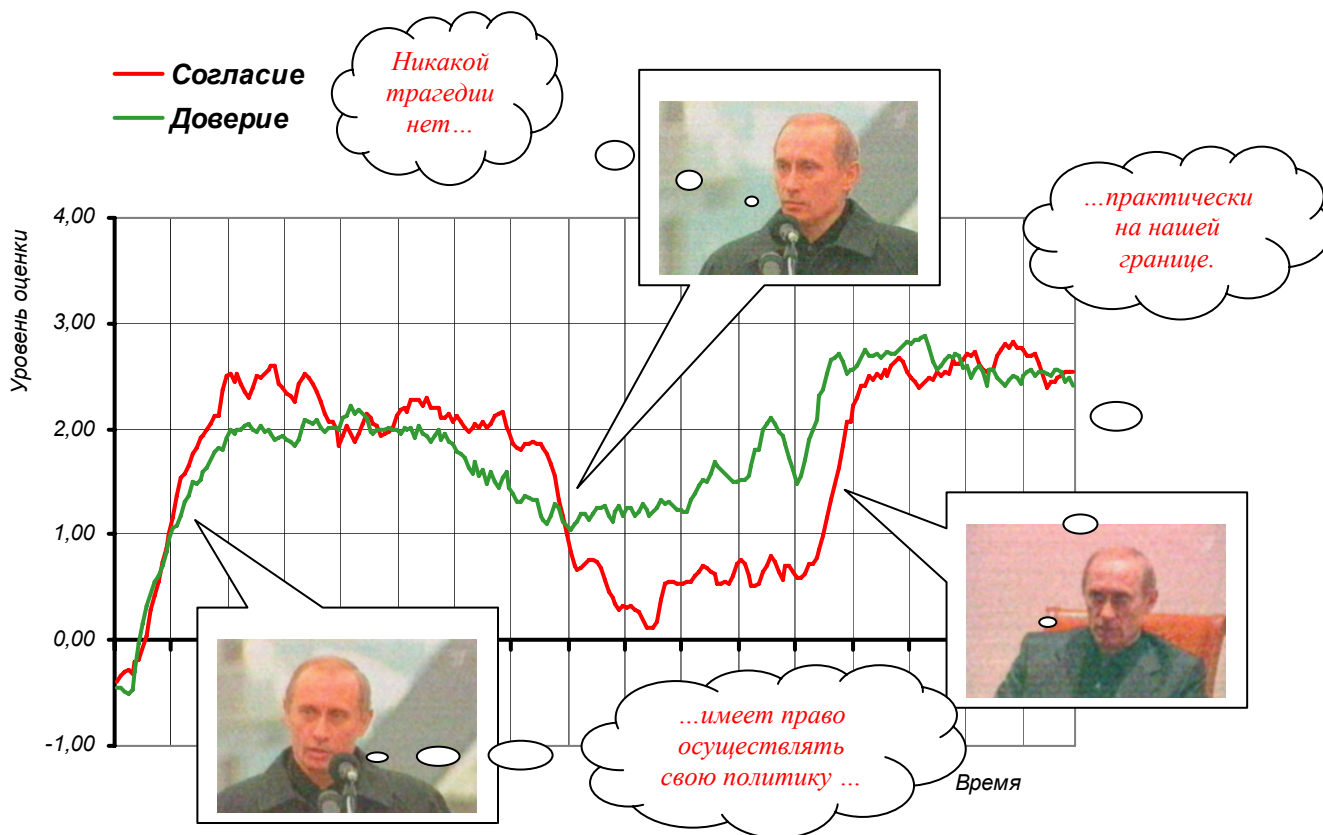 Согласие
Доверие
Никакой
трагедии
нет…
…практически
на нашей
границе.
Уровень оценки
4,00
3,00
2,00
1,00
0,00
-1,00
…имеет право
осуществлять
свою политику …
Время